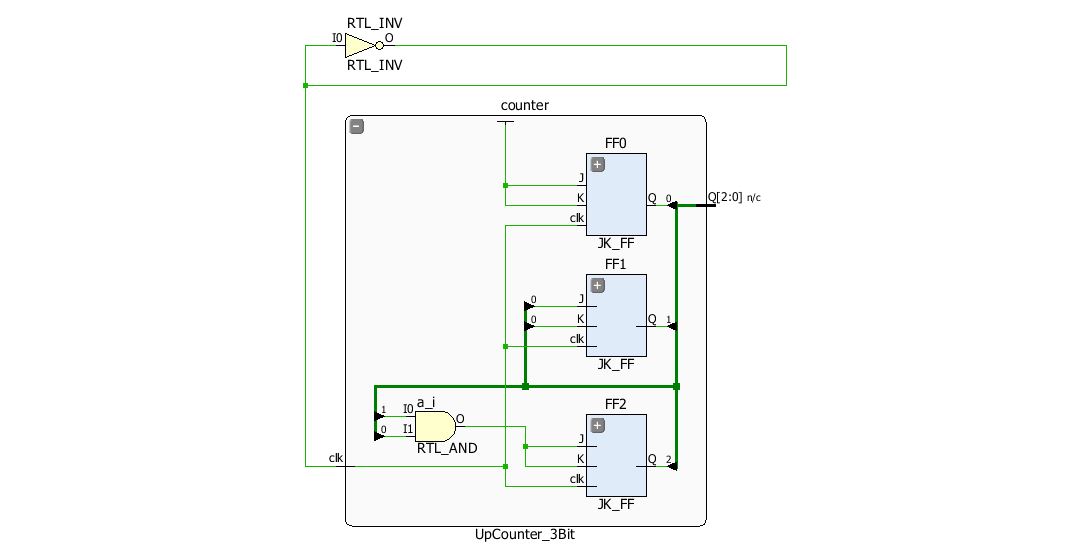 RTL_INV
I0 O
RTL_INV
counter
FF0
J
K
clk
Q 0
Q[2:0] n/c
JK_FF
FF1
0 J
0 K
clk
Q 1
JK_FF
a_i
1 I0
0 I1
O
RTL_AND
FF2
J
K
clk
Q 2
JK_FF
clk
UpCounter_3Bit